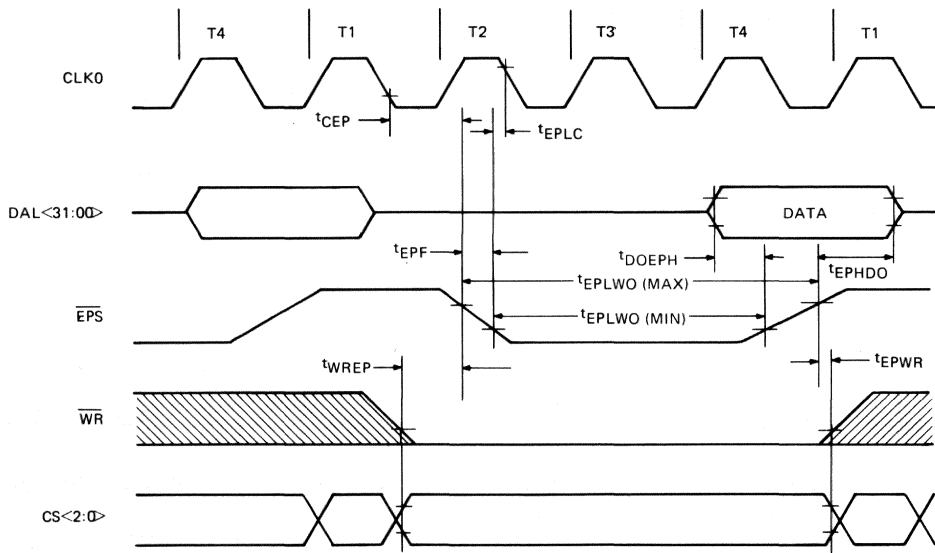 T4 T1 T2 T3 T4 T1
CLKO
tCEP
tEPLC
DAL<31:00>
DATA
tEPF
tDOEPH
tEPHDO
tEPLWO (MAX)
EPS
tEPLWO (MIN)
tWREP
tEPWR
WR
CS<2:0>